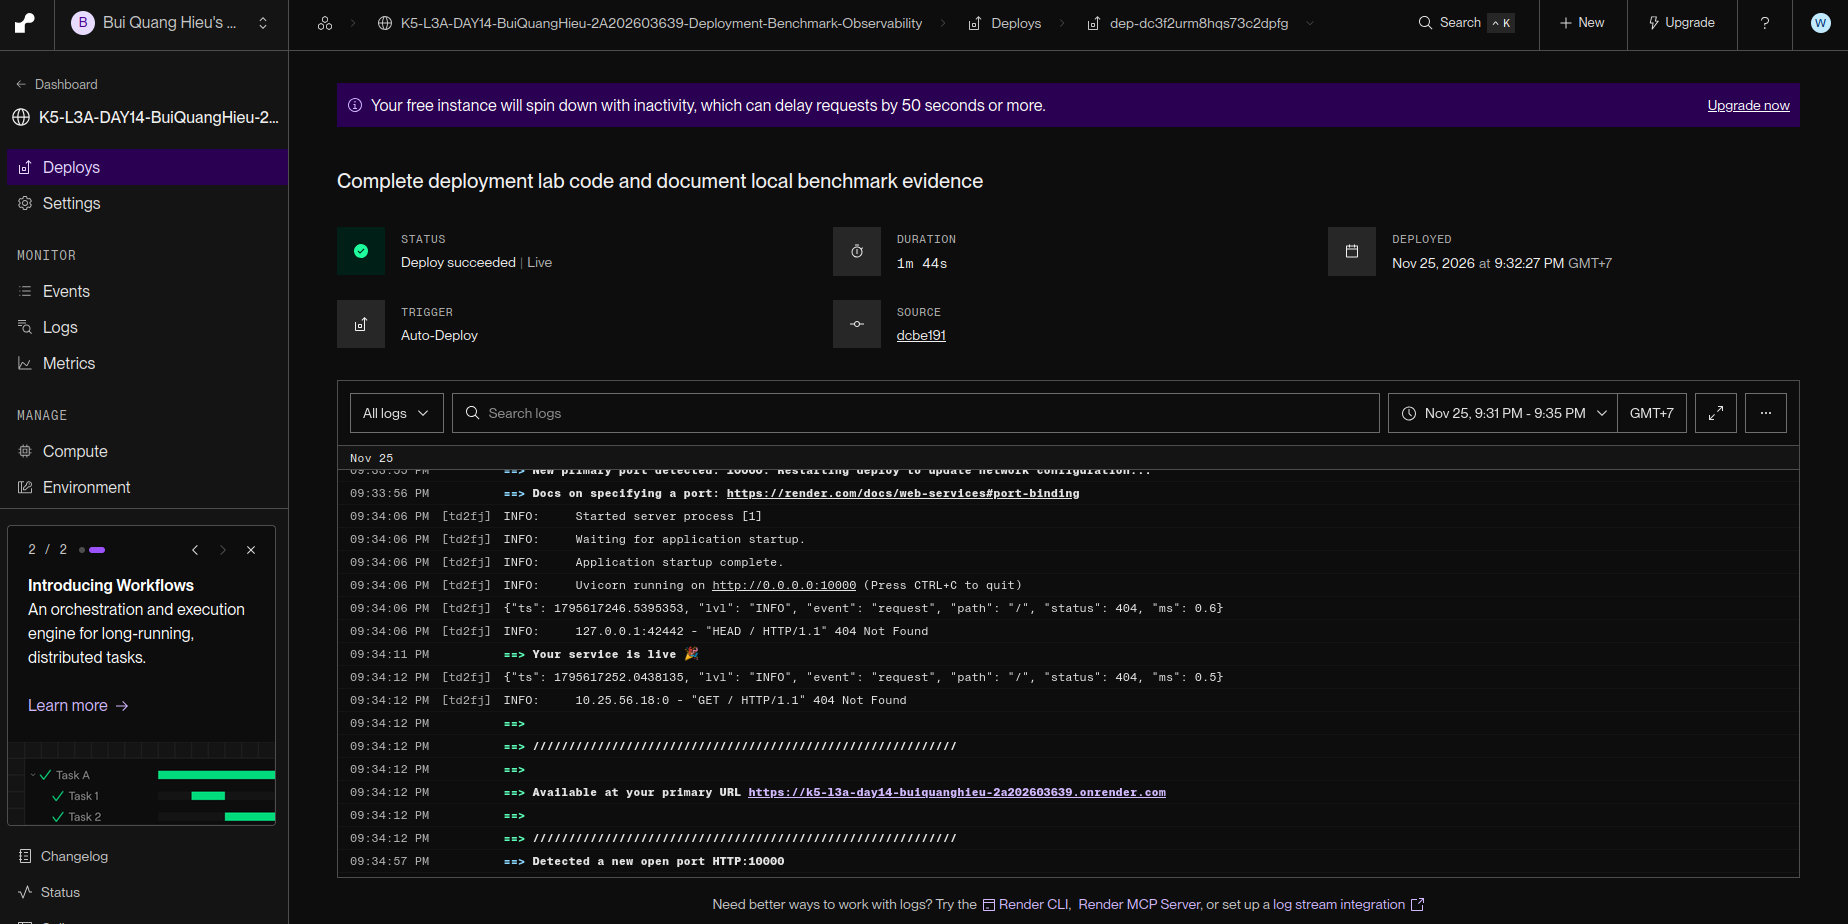 B Bui Quang Hieu's ...
K5-L3A-DAY14-BuiQuangHieu-2A202603639-Deployment-Benchmark-Observability
Deploys
dep-dc3f2urm8hqs73c2dpfg
Search ^ K
+ New
Upgrade
?
W
← Dashboard
K5-L3A-DAY14-BuiQuangHieu-2...
Deploys
Settings
MONITOR
Events
Logs
Metrics
MANAGE
Compute
Environment
2 / 2
Introducing Workflows
An orchestration and execution
engine for long-running,
distributed tasks.
Learn more →
Task A
Task 1
Task 2
Changelog
Status
Your free instance will spin down with inactivity, which can delay requests by 50 seconds or more.
Upgrade now
Complete deployment lab code and document local benchmark evidence
STATUS
Deploy succeeded | Live
DURATION
1m 44s
DEPLOYED
Nov 25, 2026 at 9:32:27 PM GMT+7
TRIGGER
Auto-Deploy
SOURCE
dcbe191
All logs
Search logs
Nov 25, 9:31 PM - 9:35 PM
GMT+7
...
Nov 25
09:33:55 PM ==> New primary port detected: 10000. Restarting deploy to update network configuration...
09:33:56 PM ==> Docs on specifying a port: https://render.com/docs/web-services#port-binding
09:34:06 PM [td2fj] INFO: Started server process [1]
09:34:06 PM [td2fj] INFO: Waiting for application startup.
09:34:06 PM [td2fj] INFO: Application startup complete.
09:34:06 PM [td2fj] INFO: Uvicorn running on http://0.0.0.0:10000 (Press CTRL+C to quit)
09:34:06 PM [td2fj] {"ts": 1795617246.5395353, "lvl": "INFO", "event": "request", "path": "/", "status": 404, "ms": 0.6}
09:34:06 PM [td2fj] INFO: 127.0.0.1:42442 - "HEAD / HTTP/1.1" 404 Not Found
09:34:11 PM ==> Your service is live 🎉
09:34:12 PM [td2fj] {"ts": 1795617252.0438135, "lvl": "INFO", "event": "request", "path": "/", "status": 404, "ms": 0.5}
09:34:12 PM [td2fj] INFO: 10.25.56.18:0 - "GET / HTTP/1.1" 404 Not Found
09:34:12 PM ==>
09:34:12 PM ==> ///////////////////////////////////////////////////////////
09:34:12 PM ==>
09:34:12 PM ==> Available at your primary URL https://k5-l3a-day14-buiquanghieu-2a202603639.onrender.com
09:34:12 PM ==>
09:34:12 PM ==> ///////////////////////////////////////////////////////////
09:34:57 PM ==> Detected a new open port HTTP:10000
Need better ways to work with logs? Try the Render CLI, Render MCP Server, or set up a log stream integration